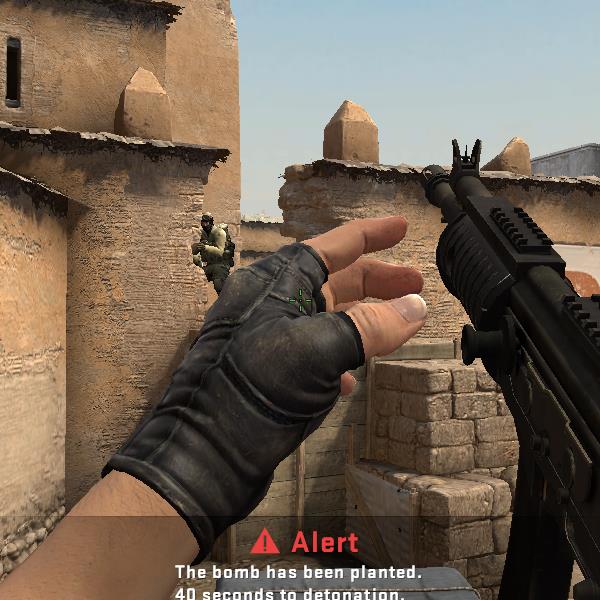 Alert
The bomb has been planted.
40 seconds to detonation.